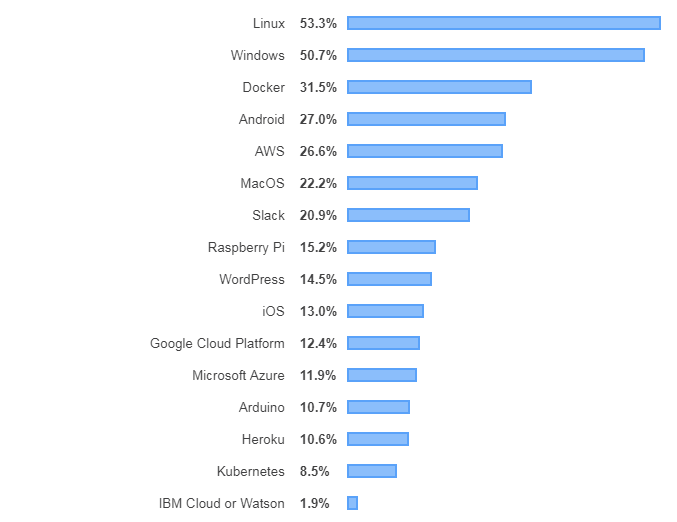 Linux 53.3%
Windows 50.7%
Docker 31.5%
Android 27.0%
AWS 26.6%
MacOS 22.2%
Slack 20.9%
Raspberry Pi 15.2%
WordPress 14.5%
iOS 13.0%
Google Cloud Platform 12.4%
Microsoft Azure 11.9%
Arduino 10.7%
Heroku 10.6%
Kubernetes 8.5%
IBM Cloud or Watson 1.9%